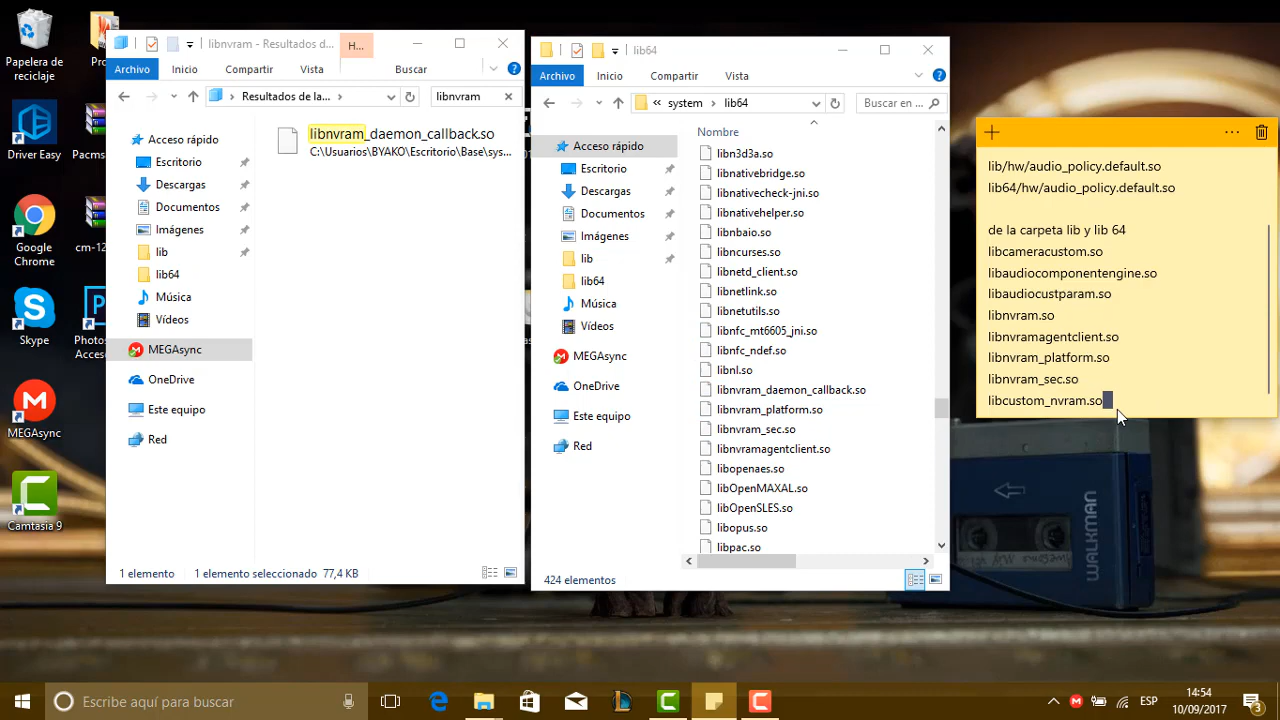 Papelera de
reciclaje
Pro
Driver Easy
Pacms
Google
Chrome
cm-12
Skype
Photos
Acceso
MEGAsync
Camtasia 9
libnvram - Resultados d...
H...
Archivo
Inicio
Compartir
Vista
Buscar
Resultados de la...
libnvram
Acceso rápido
Escritorio
Descargas
Documentos
Imágenes
lib
lib64
Música
Vídeos
MEGAsync
OneDrive
Este equipo
Red
libnvram_daemon_callback.so
C:\Usuarios\BYAKO\Escritorio\Base\sys...
1 elemento
1 elemento seleccionado 77,4 KB
lib64
Archivo
Inicio
Compartir
Vista
system
lib64
Buscar en ...
Acceso rápido
Escritorio
Descargas
Documentos
Imágenes
lib
lib64
Música
Vídeos
MEGAsync
OneDrive
Este equipo
Red
Nombre
libn3d3a.so
libnativebridge.so
libnativecheck-jni.so
libnativehelper.so
libnbaio.so
libncurses.so
libnetd_client.so
libnetlink.so
libnetutils.so
libnfc_mt6605_jni.so
libnfc_ndef.so
libnl.so
libnvram_daemon_callback.so
libnvram_platform.so
libnvram_sec.so
libnvramagentclient.so
libopenaes.so
libOpenMAXAL.so
libOpenSLES.so
libopus.so
libpac.so
424 elementos
lib/hw/audio_policy.default.so
lib64/hw/audio_policy.default.so
de la carpeta lib y lib 64
libcameracustom.so
libaudiocomponentengine.so
libaudiocustparam.so
libnvram.so
libnvramagentclient.so
libnvram_platform.so
libnvram_sec.so
libcustom_nvram.so
WALKMAN
Escribe aquí para buscar
ESP
14:54
10/09/2017
3